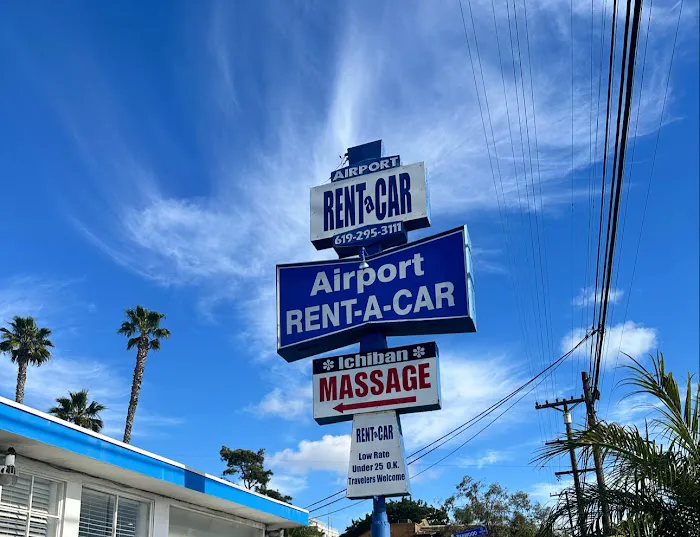 AIRPORT
RENT a CAR
619-295-3111
Airport
RENT-A-CAR
Ichiban
MASSAGE
RENT a CAR
Low Rate
Under 25 O.K.
Travelers Welcome